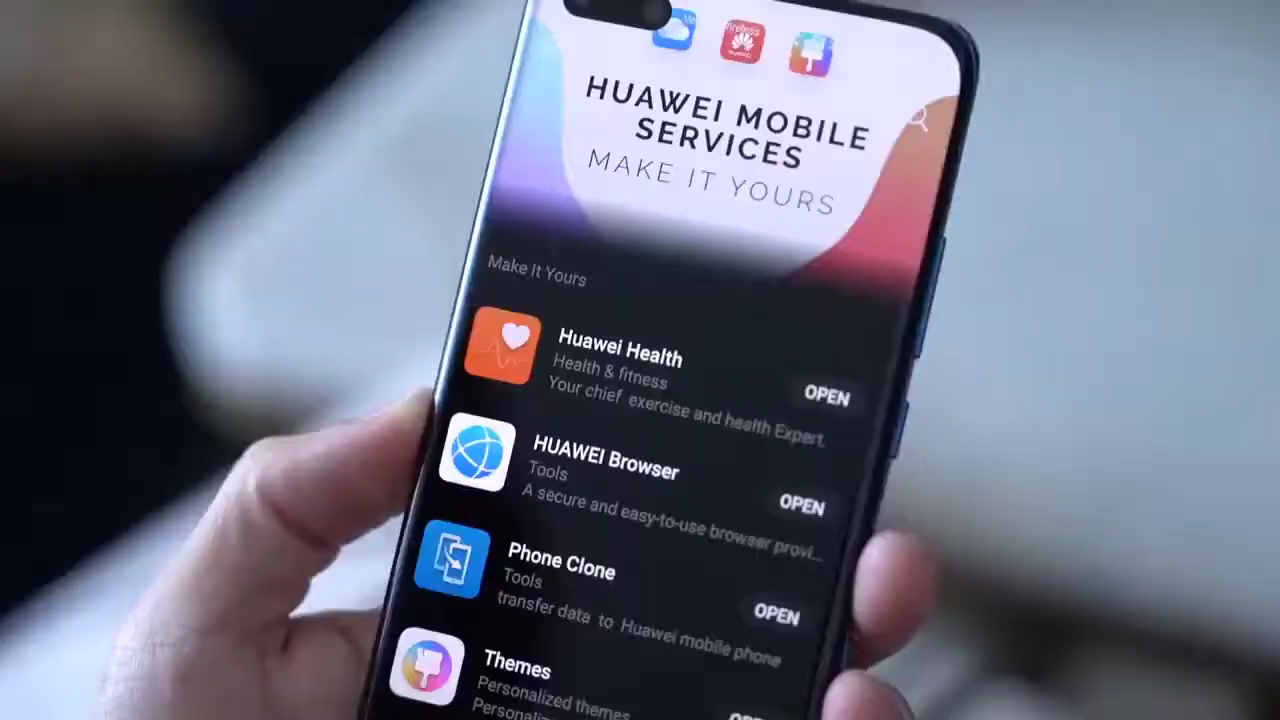 Wireless
HUAWEI MOBILE
SERVICES
MAKE IT YOURS
Make It Yours
Huawei Health
Health & fitness
Your chief exercise and health Expert.
OPEN
HUAWEI Browser
Tools
A secure and easy-to-use browser provi...
OPEN
Phone Clone
Tools
transfer data to Huawei mobile phone
OPEN
Themes
Personalized themes